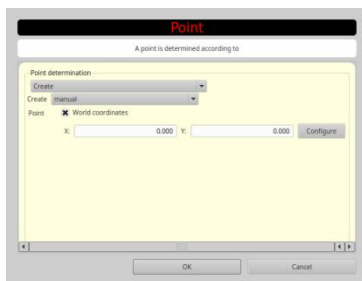 Point
A point is determined according to
Point determination
Create
Create manual
Point World coordinates
X: 0.000 Y: 0.000 Configure
OK Cancel